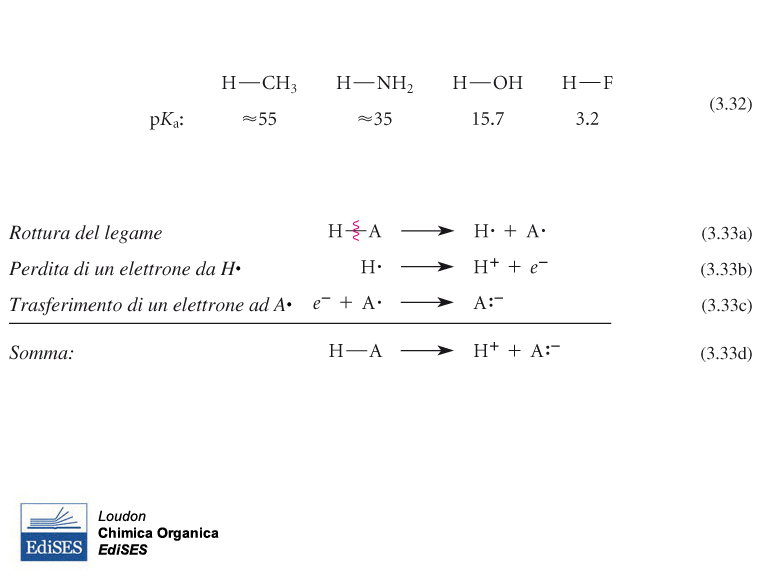 H—CH₃ H—NH₂ H—OH H—F
(3.32)
pKₐ: ≈55 ≈35 15.7 3.2
Rottura del legame H—A ⟶ H• + A• (3.33a)
Perdita di un elettrone da H• H• ⟶ H⁺ + e⁻ (3.33b)
Trasferimento di un elettrone ad A• e⁻ + A• ⟶ A:⁻ (3.33c)
Somma: H—A ⟶ H⁺ + A:⁻ (3.33d)
Loudon
Chimica Organica
EdiSES
EdiSES